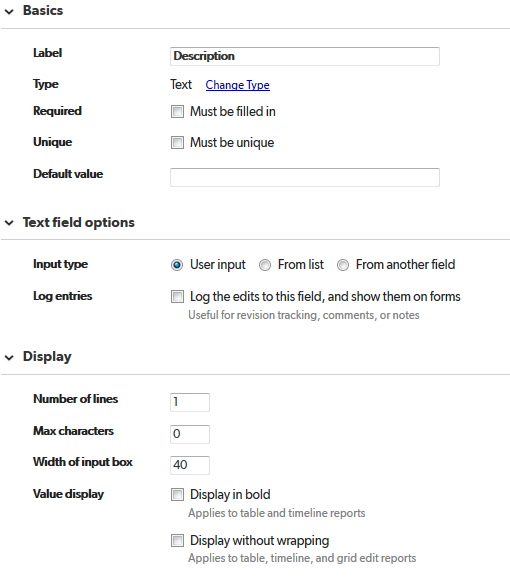 Basics
Label Description
Type Text Change Type
Required Must be filled in
Unique Must be unique
Default value
Text field options
Input type User input From list From another field
Log entries Log the edits to this field, and show them on forms
Useful for revision tracking, comments, or notes
Display
Number of lines 1
Max characters 0
Width of input box 40
Value display Display in bold
Applies to table and timeline reports
Display without wrapping
Applies to table, timeline, and grid edit reports